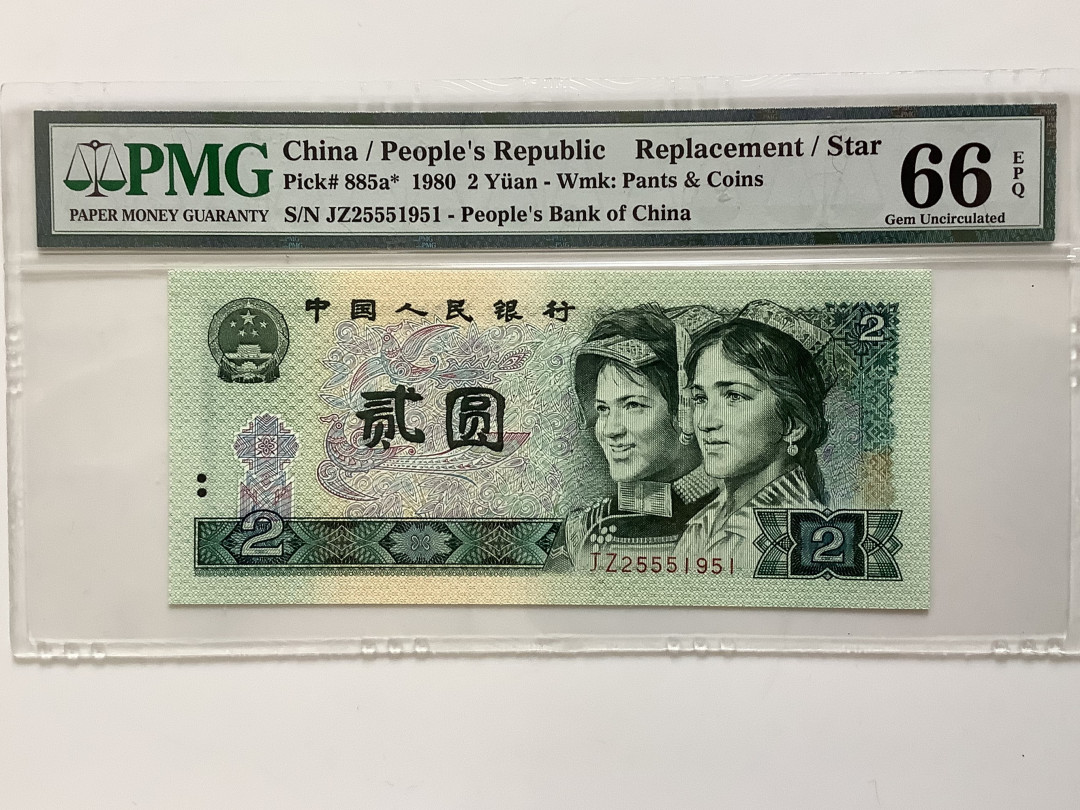 PMG
PAPER MONEY GUARANTY
China / People's Republic Replacement / Star
Pick# 885a* 1980 2 Yüan - Wmk: Pants & Coins
S/N JZ25551951 - People's Bank of China
66
EPQ
Gem Uncirculated
中国人民银行
2
贰圆
2
2
JZ25551951